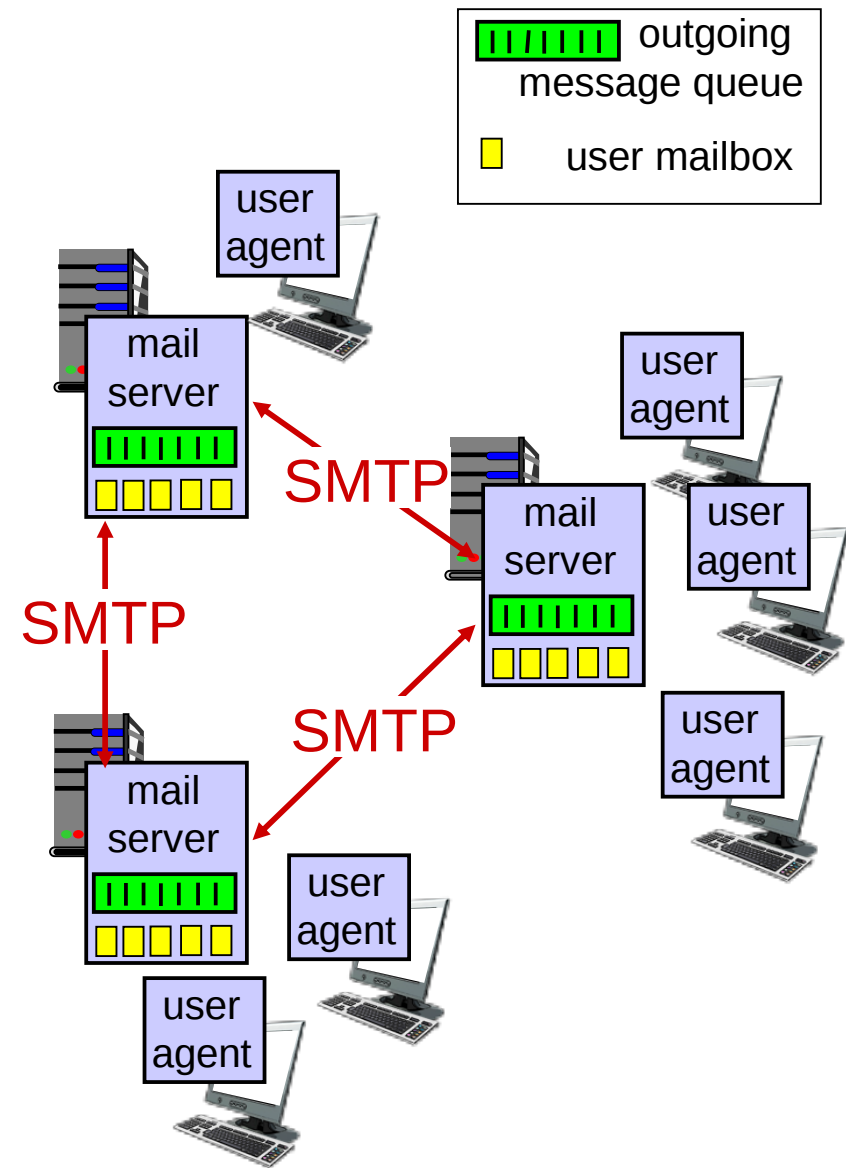 outgoing
message queue
user mailbox
user
agent
mail
server
SMTP
user
agent
mail
server
user
agent
SMTP
SMTP
user
agent
mail
server
user
agent
user
agent